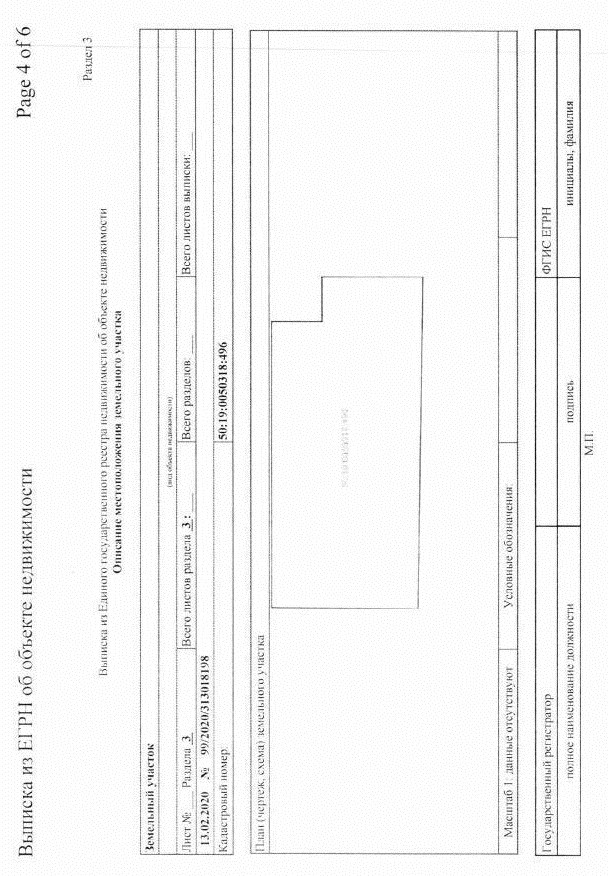 Выписка из ЕГРН об объекте недвижимости Page 4 of 6
Раздел 3
Выписка из Единого государственного реестра недвижимости об объекте недвижимости
Описание местоположения земельного участка
Земельный участок
(вид объекта недвижимости)
Лист № ___ Раздела 3 Всего листов раздела 3 : ___ Всего разделов: ___ Всего листов выписки: ___
13.02.2020 № 99/2020/313018198
Кадастровый номер: 50:19:0050318:496
План (чертеж, схема) земельного участка
Масштаб 1: данные отсутствуют Условные обозначения
Государственный регистратор ФГИС ЕГРН
полное наименование должности подпись инициалы, фамилия
М.П.